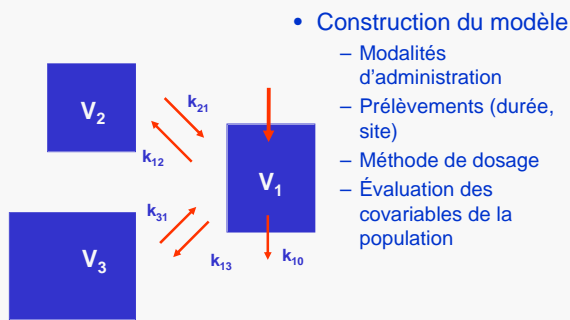 V2
k21
k12
V1
k31
V3
k13
k10
• Construction du modèle
– Modalités
d'administration
– Prélèvements (durée,
site)
– Méthode de dosage
– Évaluation des
covariables de la
population